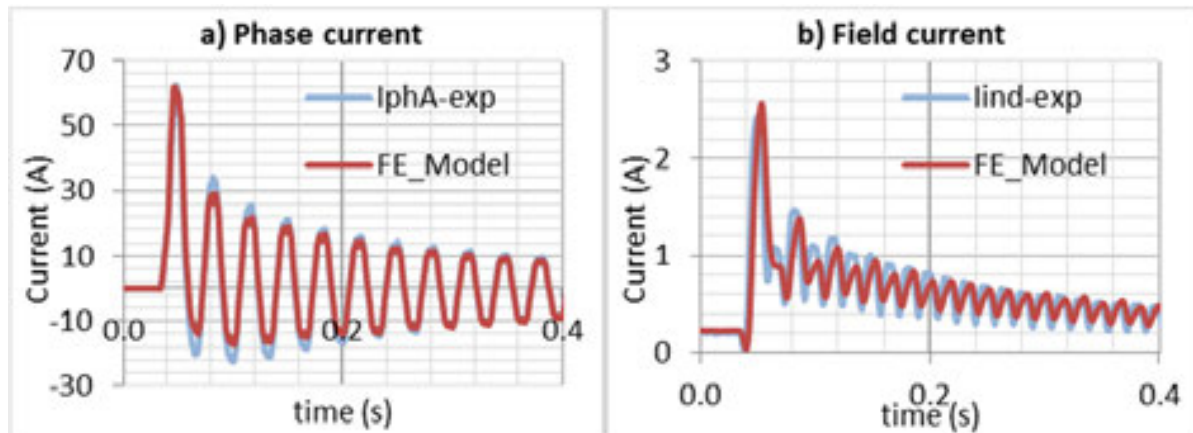 a) Phase current
70
50
30
10
-10
-30
Current (A)
IphA-exp
FE_Model
0.0
0.2
0.4
time (s)
b) Field current
3
2
1
0
Current (A)
Iind-exp
FE_Model
0.0
0.2
0.4
time (s)